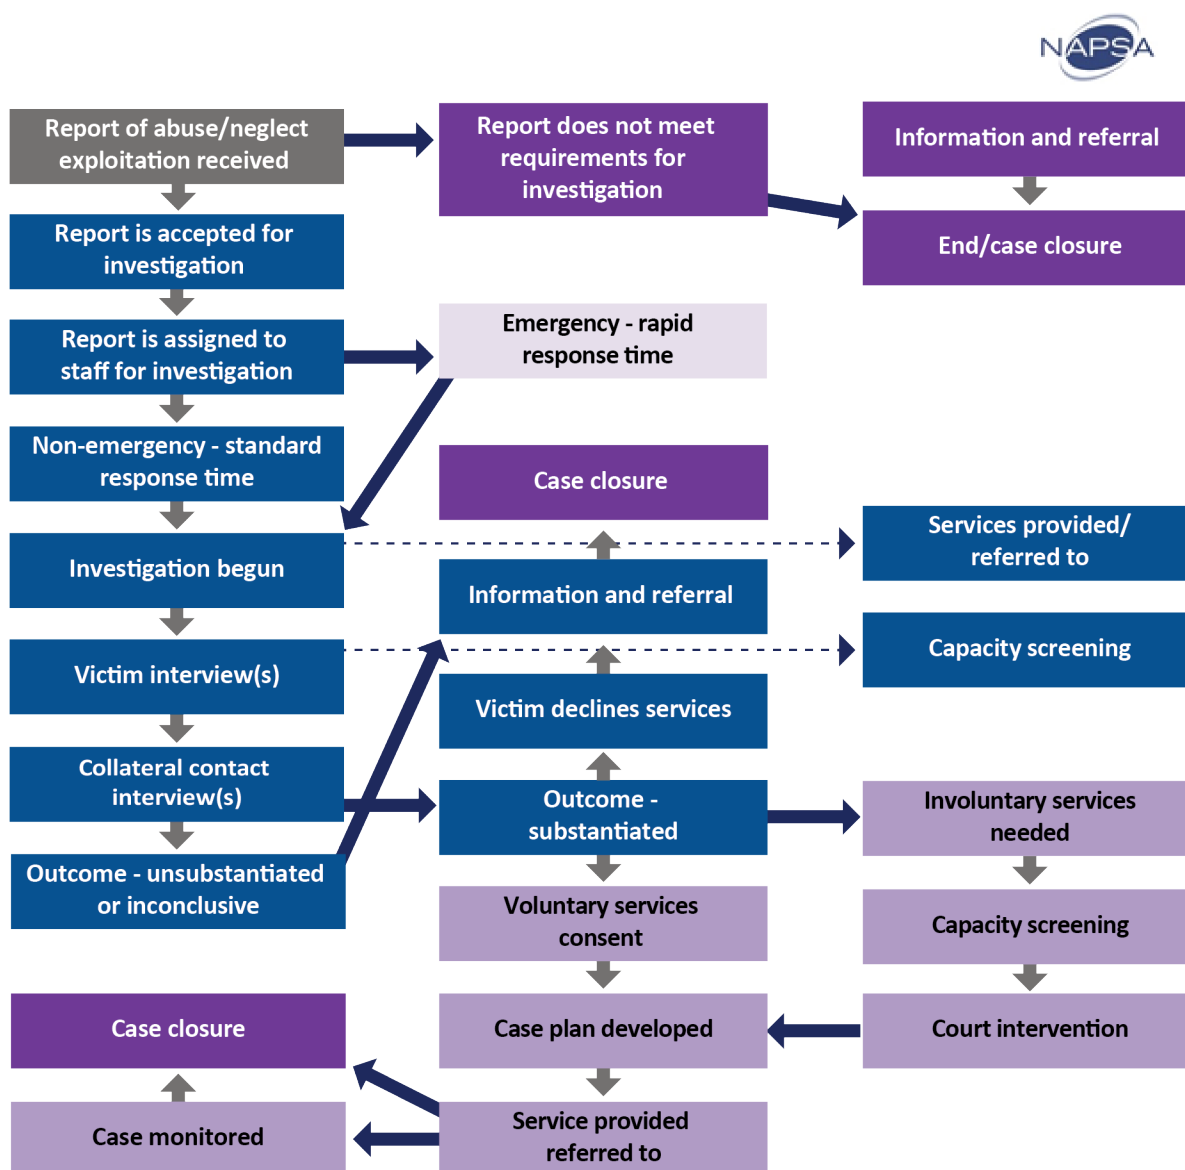 NAPSA
Report of abuse/neglect
exploitation received
Report does not meet
requirements for
investigation
Information and referral
End/case closure
Report is accepted for
investigation
Report is assigned to
staff for investigation
Emergency - rapid
response time
Non-emergency - standard
response time
Case closure
Investigation begun
Information and referral
Services provided/
referred to
Victim interview(s)
Victim declines services
Capacity screening
Collateral contact
interview(s)
Outcome -
substantiated
Involuntary services
needed
Outcome - unsubstantiated
or inconclusive
Voluntary services
consent
Capacity screening
Case closure
Case plan developed
Court intervention
Case monitored
Service provided
referred to